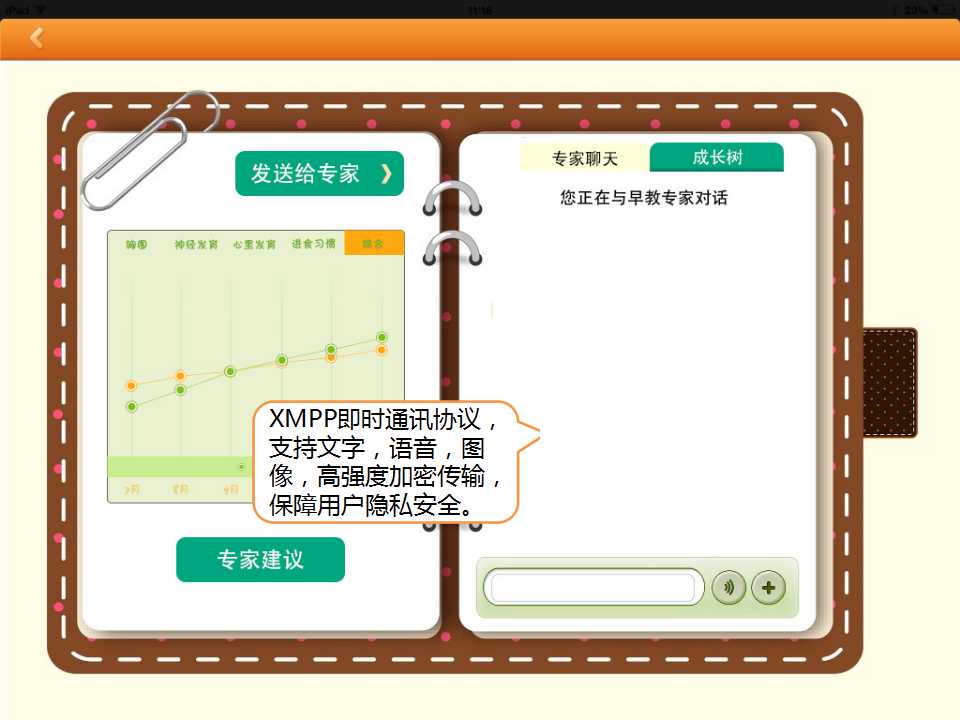 iPad
11:18
23%
发送给专家
专家聊天
成长树
您正在与早教专家对话
胸围
神经发育
心里发育
进食习惯
综合
XMPP即时通讯协议，
支持文字，语音，图
像，高强度加密传输，
保障用户隐私安全。
7月
8月
9月
专家建议